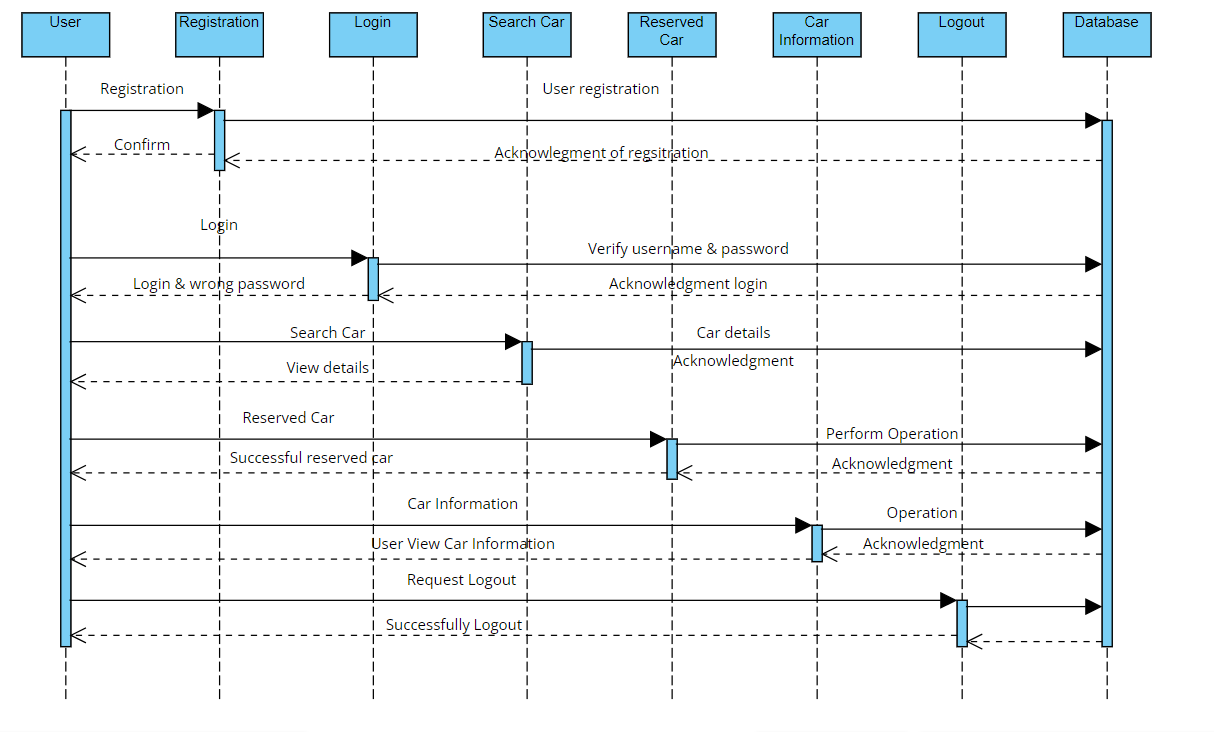 User
Registration
Login
Search Car
Reserved
Car
Car
Information
Logout
Database
Registration
User registration
Confirm
Acknowlegment of regsitration
Login
Verify username & password
Login & wrong password
Acknowledgment login
Search Car
Car details
Acknowledgment
View details
Reserved Car
Perform Operation
Successful reserved car
Acknowledgment
Car Information
Operation
User View Car Information
Acknowledgment
Request Logout
Successfully Logout